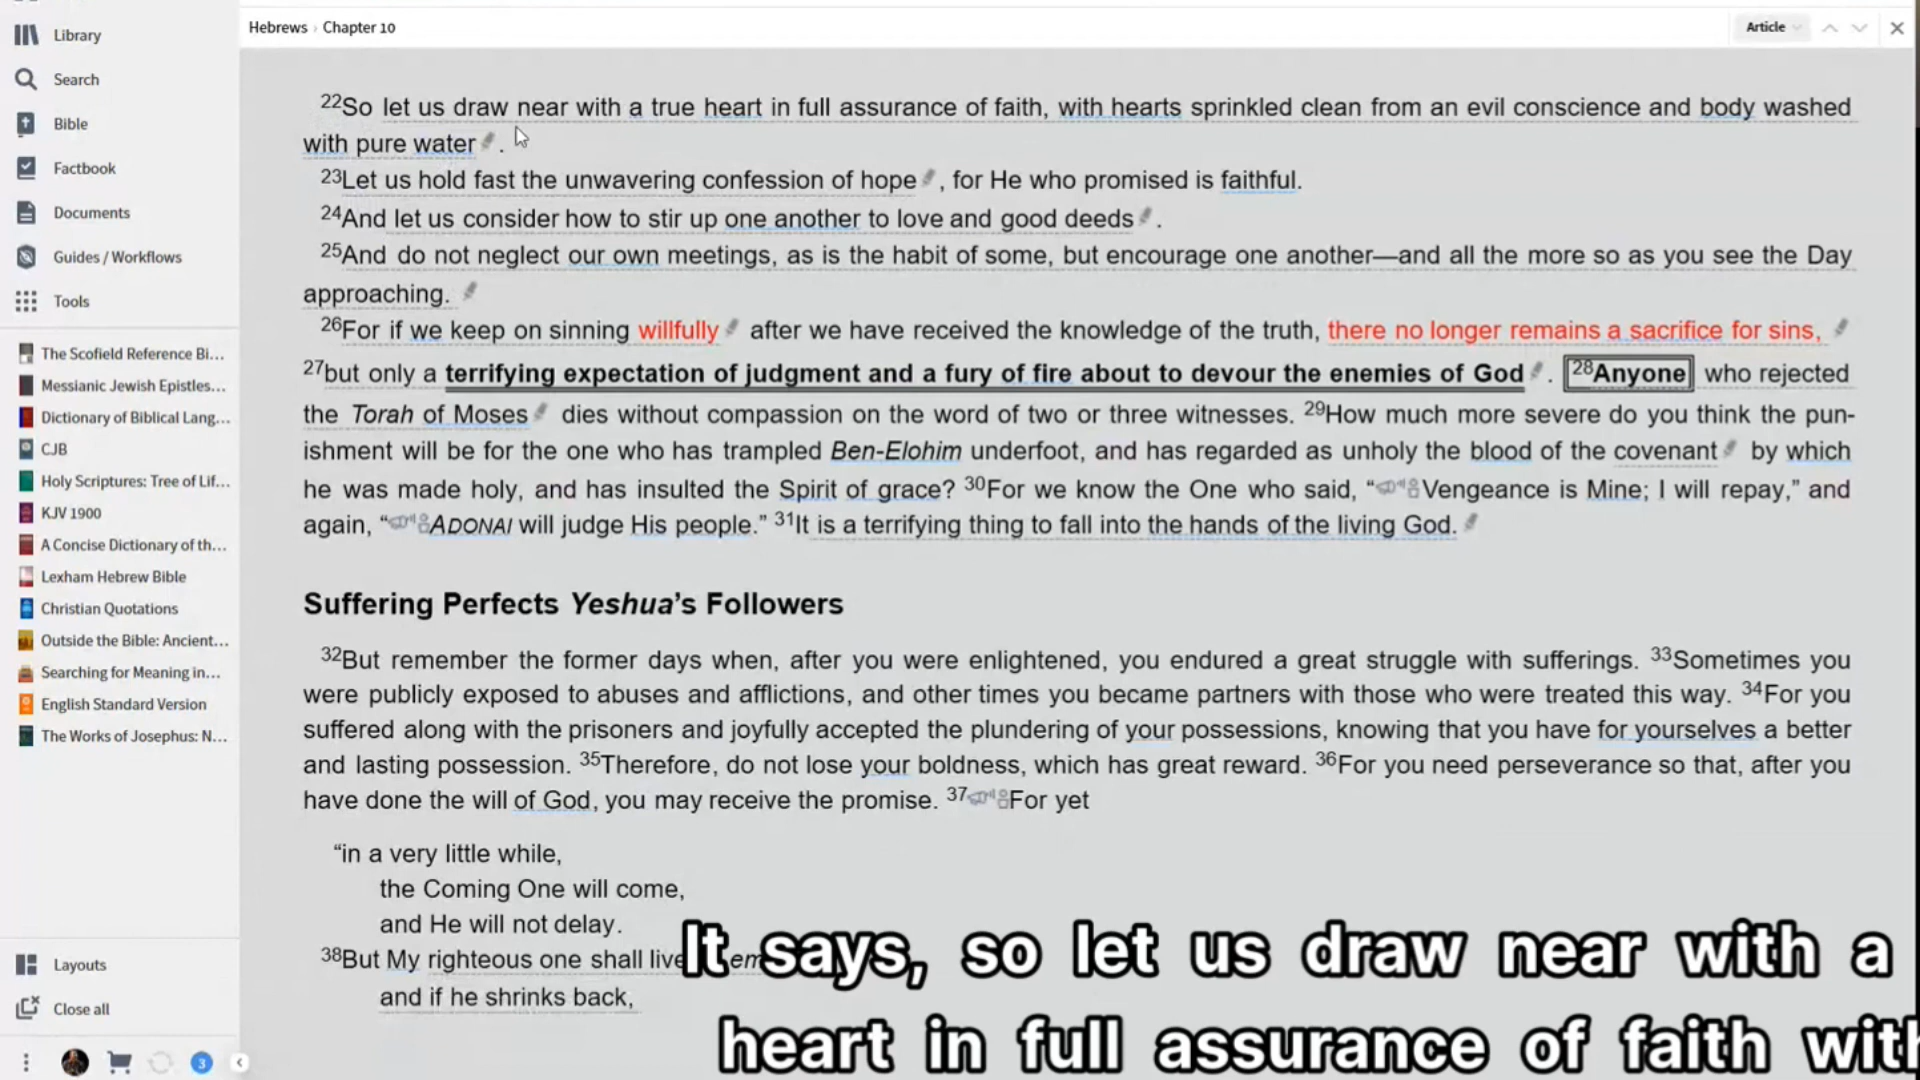 Library
Search
Bible
Factbook
Documents
Guides / Workflows
Tools
The Scofield Reference Bi...
Messianic Jewish Epistles...
Dictionary of Biblical Lang...
CJB
Holy Scriptures: Tree of Lif...
KJV 1900
A Concise Dictionary of th...
Lexham Hebrew Bible
Christian Quotations
Outside the Bible: Ancient...
Searching for Meaning in...
English Standard Version
The Works of Josephus: N...
Layouts
Close all
3
Hebrews › Chapter 10
Article
22So let us draw near with a true heart in full assurance of faith, with hearts sprinkled clean from an evil conscience and body washed
with pure water.
23Let us hold fast the unwavering confession of hope, for He who promised is faithful.
24And let us consider how to stir up one another to love and good deeds.
25And do not neglect our own meetings, as is the habit of some, but encourage one another—and all the more so as you see the Day
approaching.
26For if we keep on sinning willfully after we have received the knowledge of the truth, there no longer remains a sacrifice for sins,
27but only a terrifying expectation of judgment and a fury of fire about to devour the enemies of God. 28Anyone who rejected
the Torah of Moses dies without compassion on the word of two or three witnesses. 29How much more severe do you think the pun-
ishment will be for the one who has trampled Ben-Elohim underfoot, and has regarded as unholy the blood of the covenant by which
he was made holy, and has insulted the Spirit of grace? 30For we know the One who said, “Vengeance is Mine; I will repay,” and
again, “ADONAI will judge His people.” 31It is a terrifying thing to fall into the hands of the living God.
Suffering Perfects Yeshua’s Followers
32But remember the former days when, after you were enlightened, you endured a great struggle with sufferings. 33Sometimes you
were publicly exposed to abuses and afflictions, and other times you became partners with those who were treated this way. 34For you
suffered along with the prisoners and joyfully accepted the plundering of your possessions, knowing that you have for yourselves a better
and lasting possession. 35Therefore, do not lose your boldness, which has great reward. 36For you need perseverance so that, after you
have done the will of God, you may receive the promise. 37For yet
“in a very little while,
the Coming One will come,
and He will not delay.
38But My righteous one shall live
and if he shrinks back,
It says, so let us draw near with a
heart in full assurance of faith with